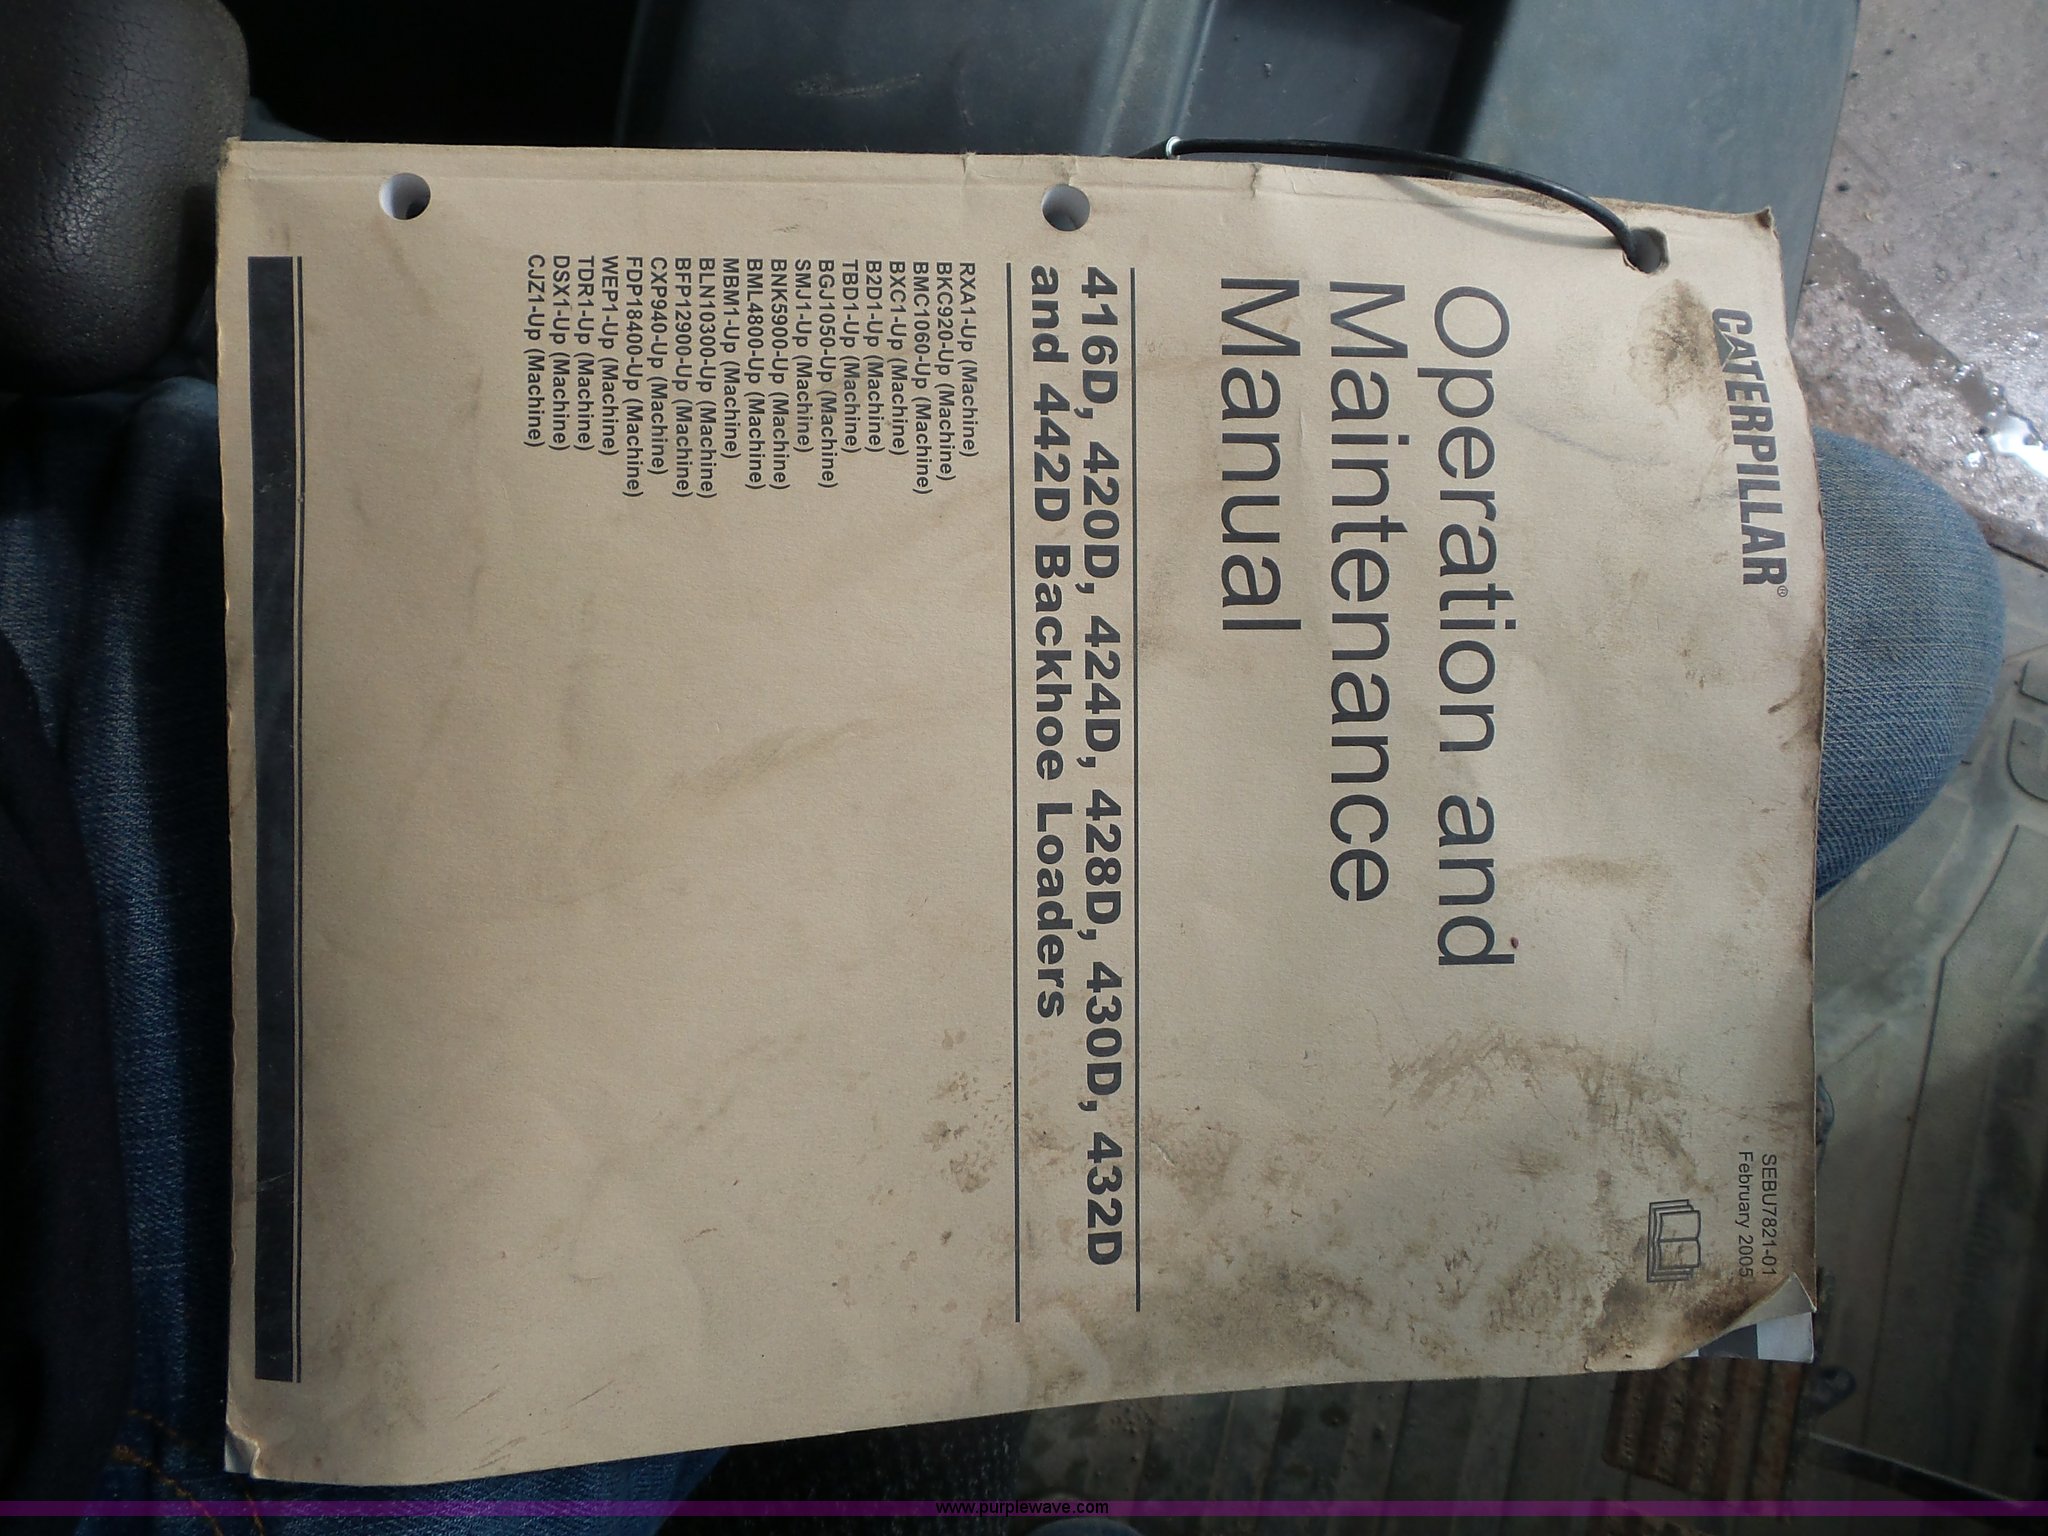 CATERPILLAR®
SEBU7821-01
February 2005
Operation and
Maintenance
Manual
416D, 420D, 424D, 428D, 430D, 432D
and 442D Backhoe Loaders
RXA1-Up (Machine)
BKC920-Up (Machine)
BMC1060-Up (Machine)
BXC1-Up (Machine)
B2D1-Up (Machine)
TBD1-Up (Machine)
BGJ1050-Up (Machine)
SMJ1-Up (Machine)
BNK5900-Up (Machine)
BML4800-Up (Machine)
MBM1-Up (Machine)
BLN10300-Up (Machine)
BFP12900-Up (Machine)
CXP940-Up (Machine)
FDP18400-Up (Machine)
WEP1-Up (Machine)
TDR1-Up (Machine)
DSX1-Up (Machine)
CJZ1-Up (Machine)
www.purplewave.com